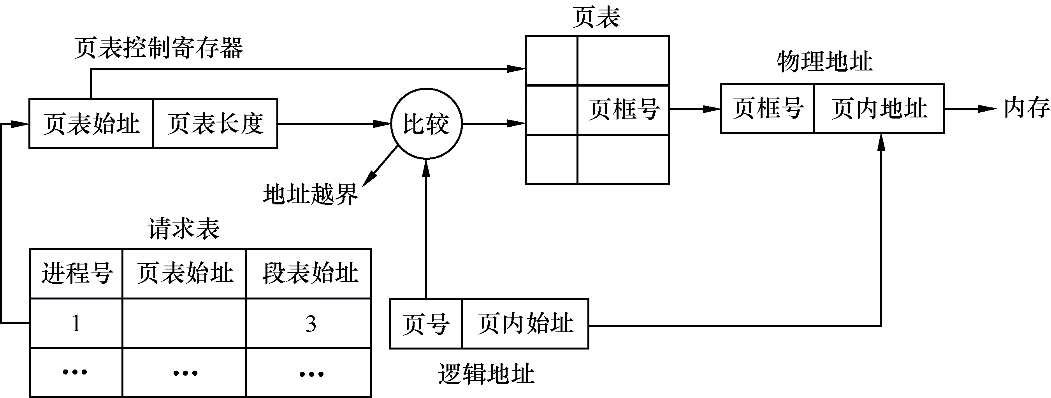 页表
页表控制寄存器
物理地址
页表始址 页表长度
比较
页框号
页框号 页内地址
内存
地址越界
请求表
进程号 页表始址 段表始址
1 3
… … …
页号 页内始址
逻辑地址